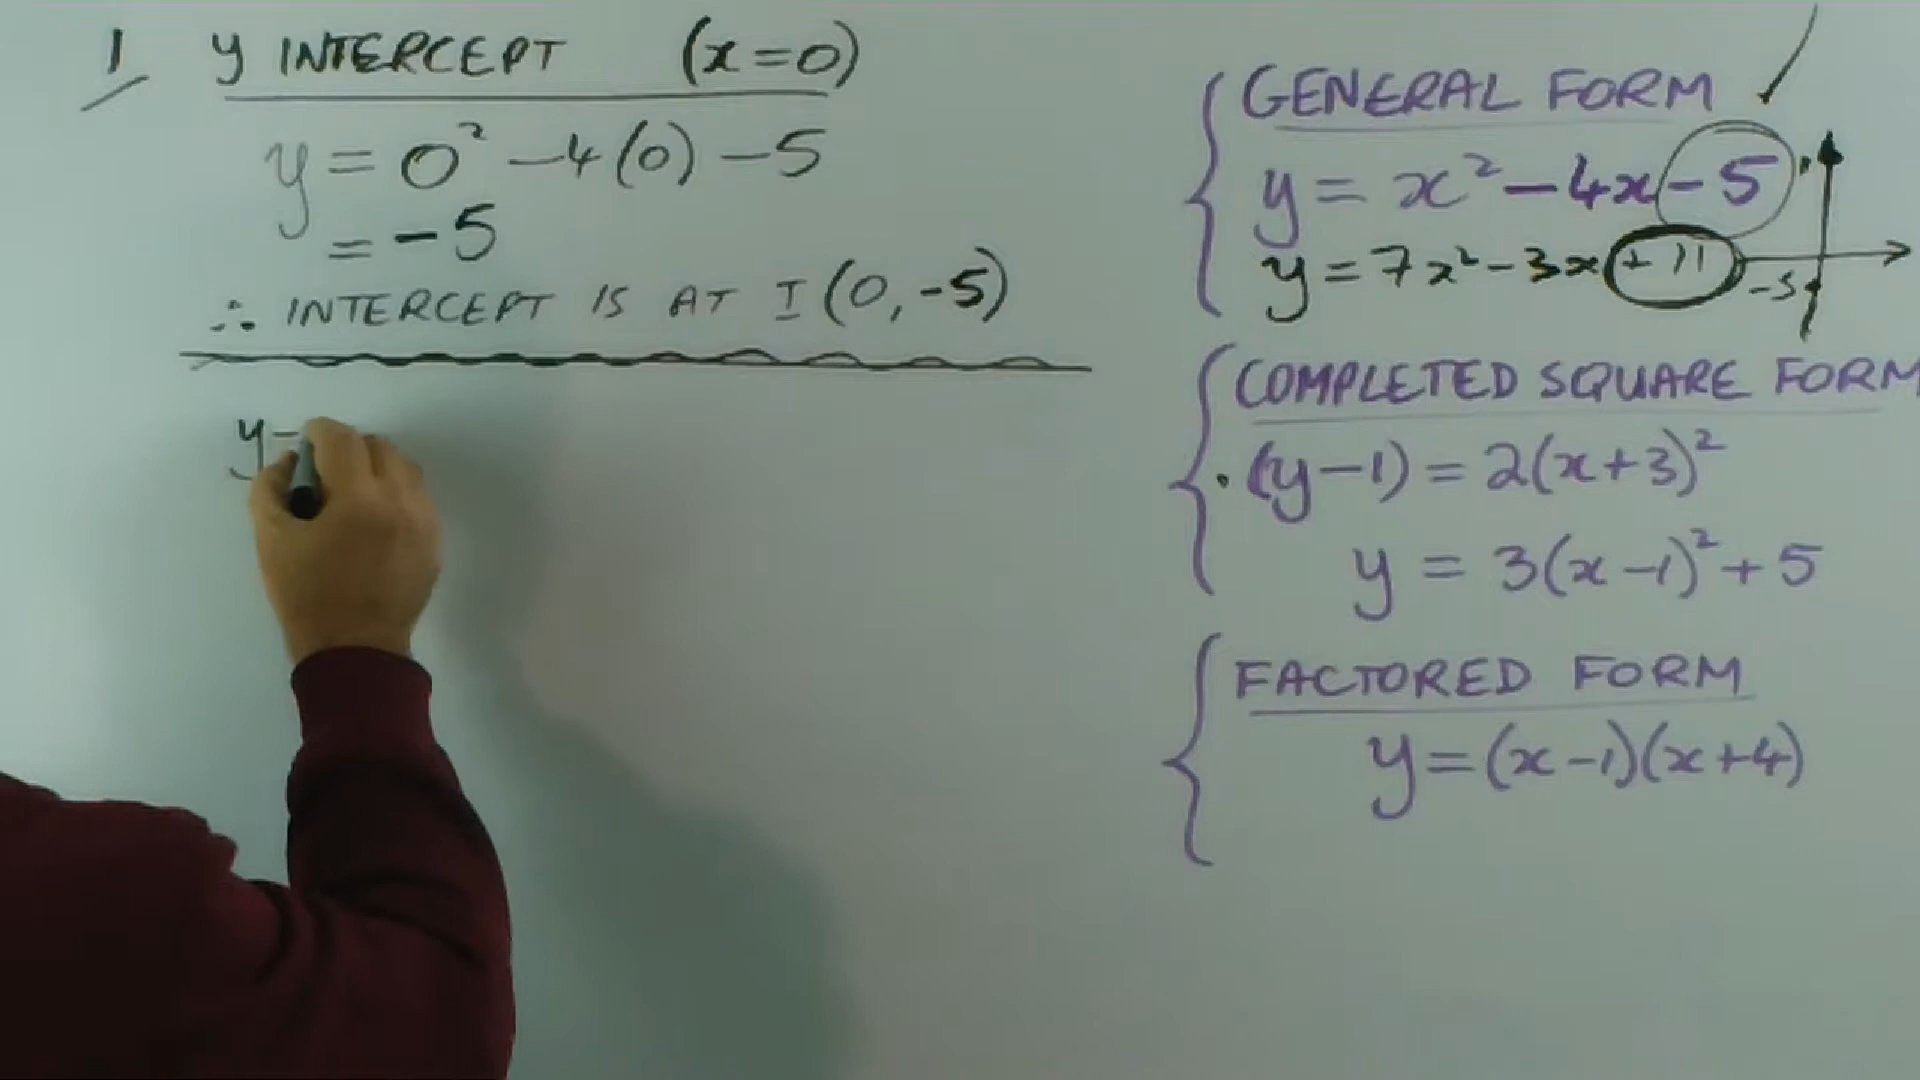 1 y INTERCEPT (x=0)
y = 0² -4(0) -5
= -5
∴ INTERCEPT IS AT I (0, -5)
y-
GENERAL FORM
y = x² - 4x - 5
y = 7x² - 3x + 11
-5
COMPLETED SQUARE FORM
(y-1) = 2(x+3)²
y = 3(x-1)² + 5
FACTORED FORM
y = (x-1)(x+4)